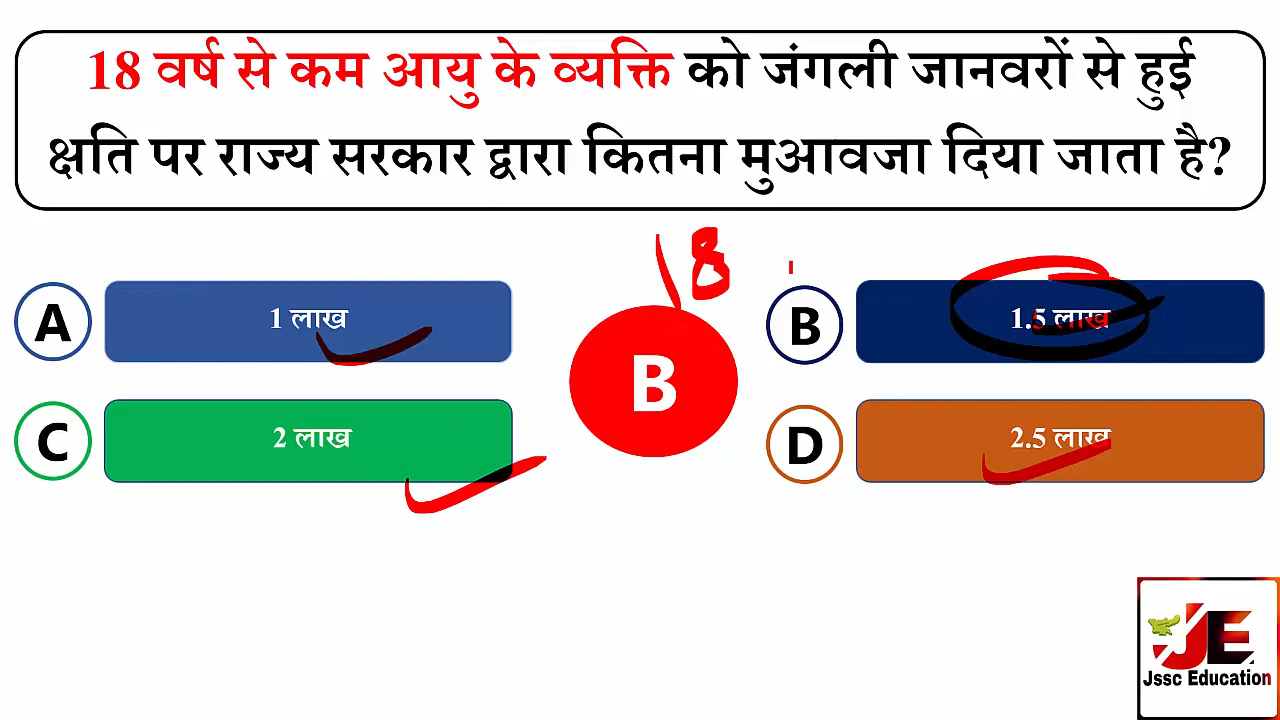 18 वर्ष से कम आयु के व्यक्ति को जंगली जानवरों से हुई
क्षति पर राज्य सरकार द्वारा कितना मुआवजा दिया जाता है?
18
A 1 लाख
B 1.5 लाख
B
C 2 लाख
D 2.5 लाख
JE
Jssc Education